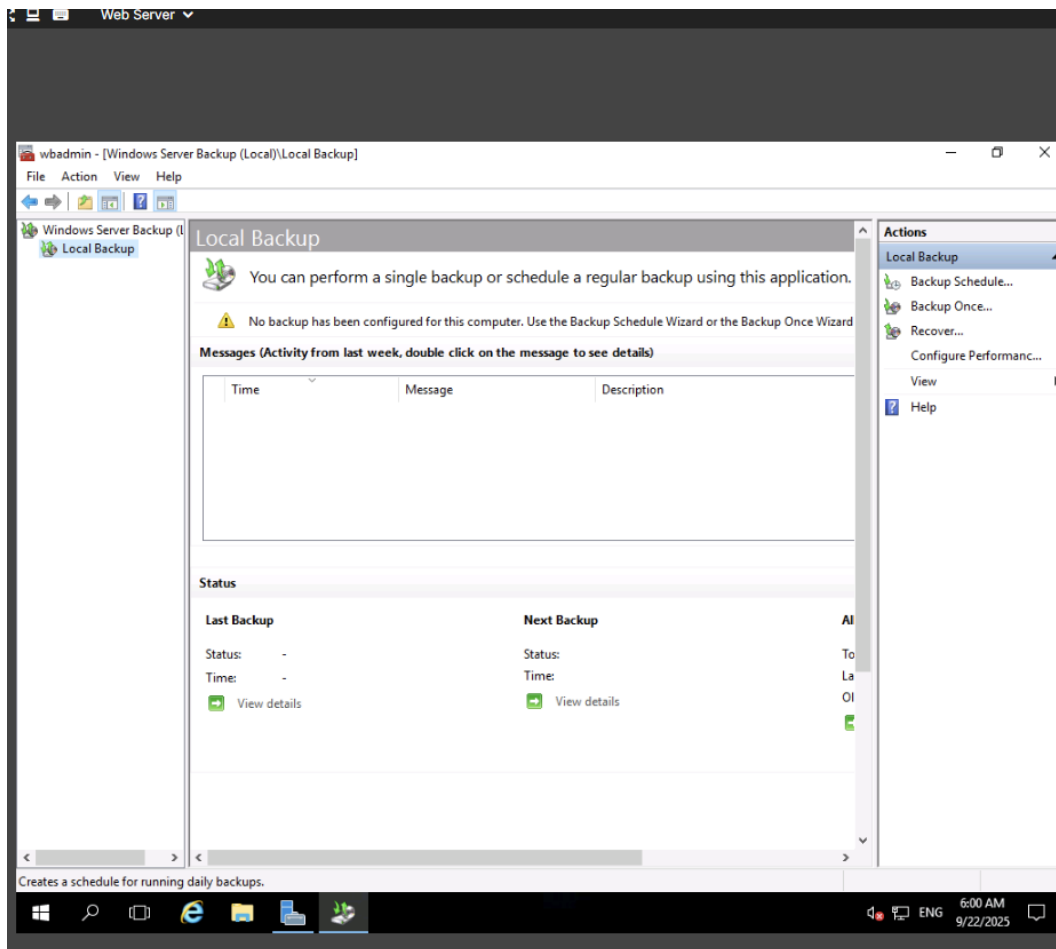 Web Server
wbadmin - [Windows Server Backup (Local)\Local Backup]
File Action View Help
Windows Server Backup (L
Local Backup
Local Backup
You can perform a single backup or schedule a regular backup using this application.
No backup has been configured for this computer. Use the Backup Schedule Wizard or the Backup Once Wizard
Messages (Activity from last week, double click on the message to see details)
Time Message Description
Status
Last Backup
Status: -
Time: -
View details
Next Backup
Status:
Time:
View details
Al
To
La
Ol
Actions
Local Backup
Backup Schedule...
Backup Once...
Recover...
Configure Performanc...
View
Help
Creates a schedule for running daily backups.
ENG
6:00 AM
9/22/2025